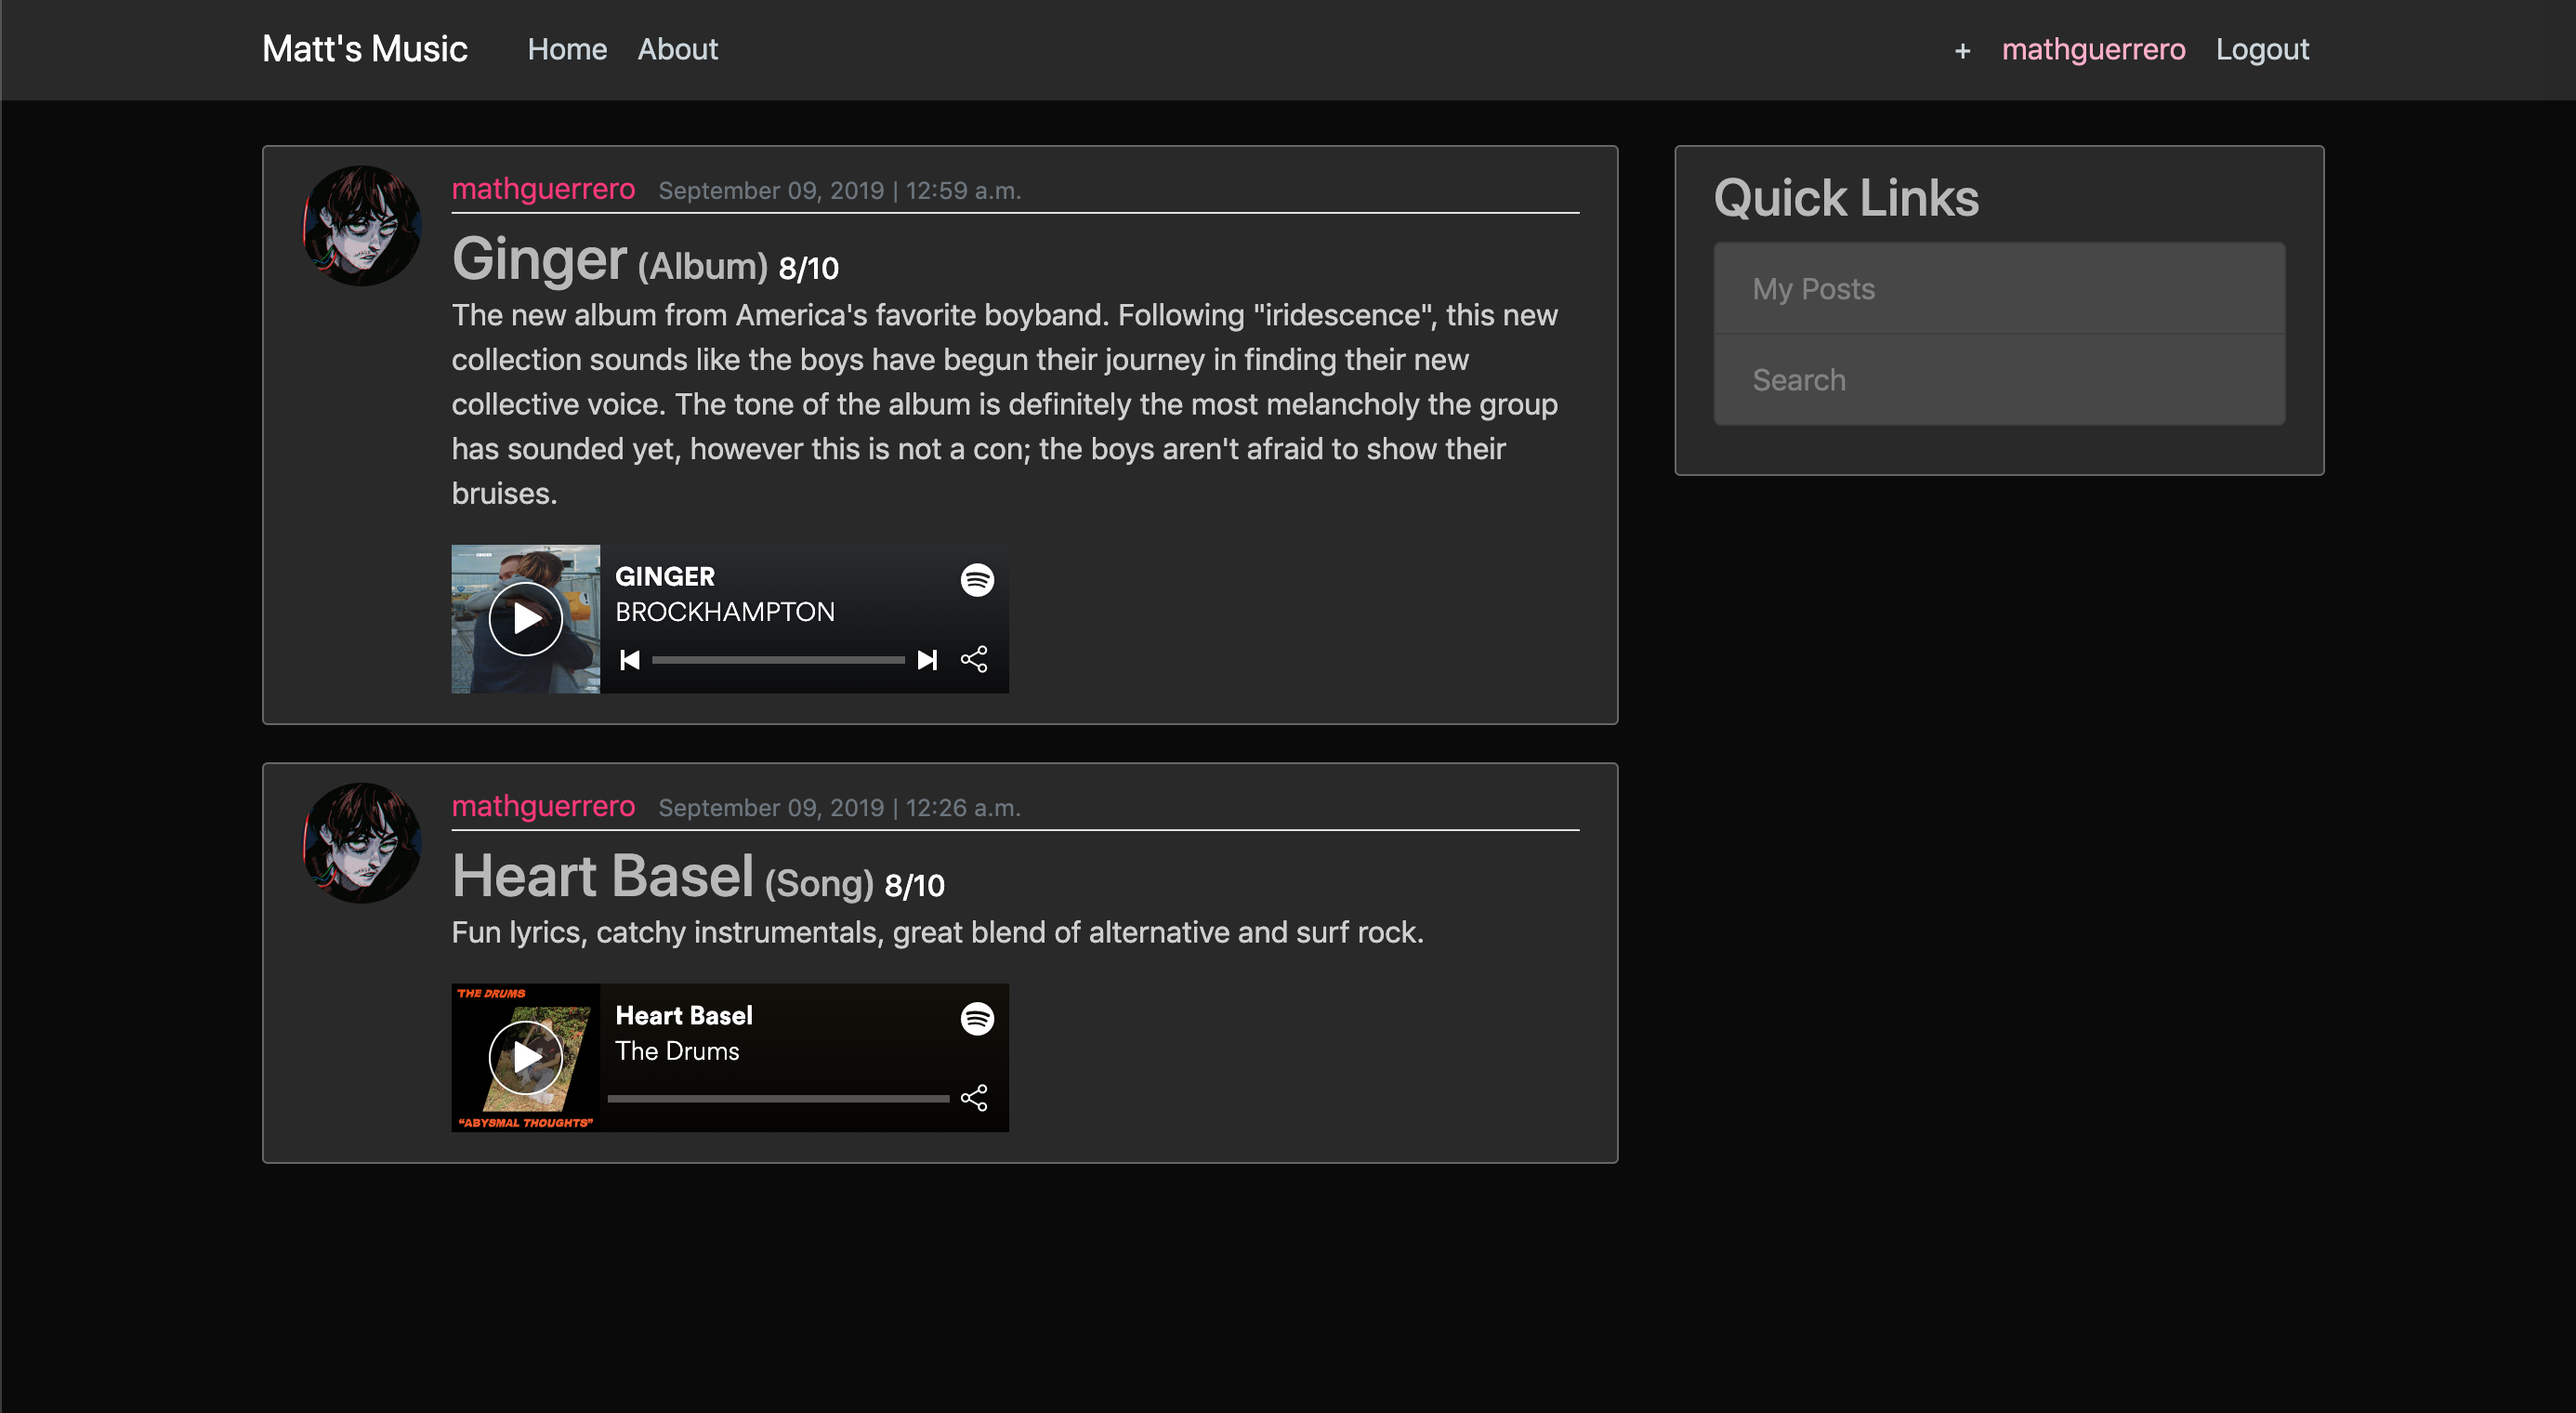 Matt's Music Home About + mathguerrero Logout
mathguerrero September 09, 2019 | 12:59 a.m.
Ginger (Album) 8/10
The new album from America's favorite boyband. Following "iridescence", this new
collection sounds like the boys have begun their journey in finding their new
collective voice. The tone of the album is definitely the most melancholy the group
has sounded yet, however this is not a con; the boys aren't afraid to show their
bruises.
GINGER
BROCKHAMPTON
mathguerrero September 09, 2019 | 12:26 a.m.
Heart Basel (Song) 8/10
Fun lyrics, catchy instrumentals, great blend of alternative and surf rock.
THE DRUMS
"ABYSMAL THOUGHTS"
Heart Basel
The Drums
Quick Links
My Posts
Search